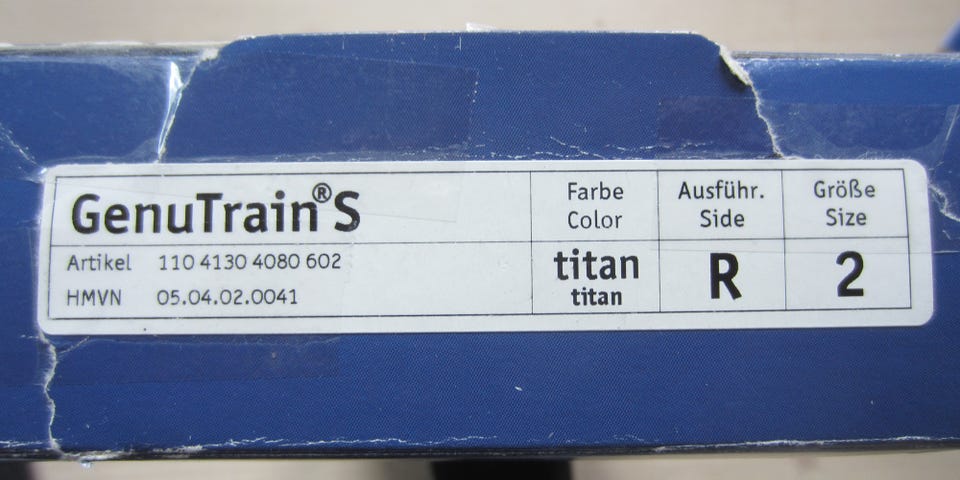 GenuTrain®S
Artikel 110 4130 4080 602
HMVN 05.04.02.0041
Farbe
Color
titan
titan
Ausführ.
Side
R
Größe
Size
2